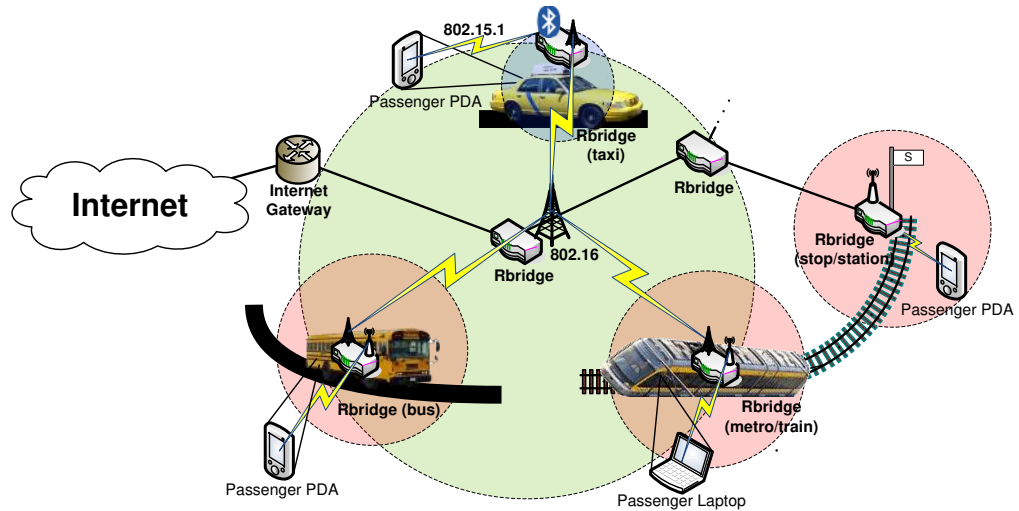 802.15.1
Passenger PDA
Rbridge
(taxi)
Rbridge
S
Internet
Internet
Gateway
Rbridge
802.16
Rbridge
(stop/station)
Passenger PDA
Rbridge (bus)
Rbridge
(metro/train)
Passenger PDA
Passenger Laptop